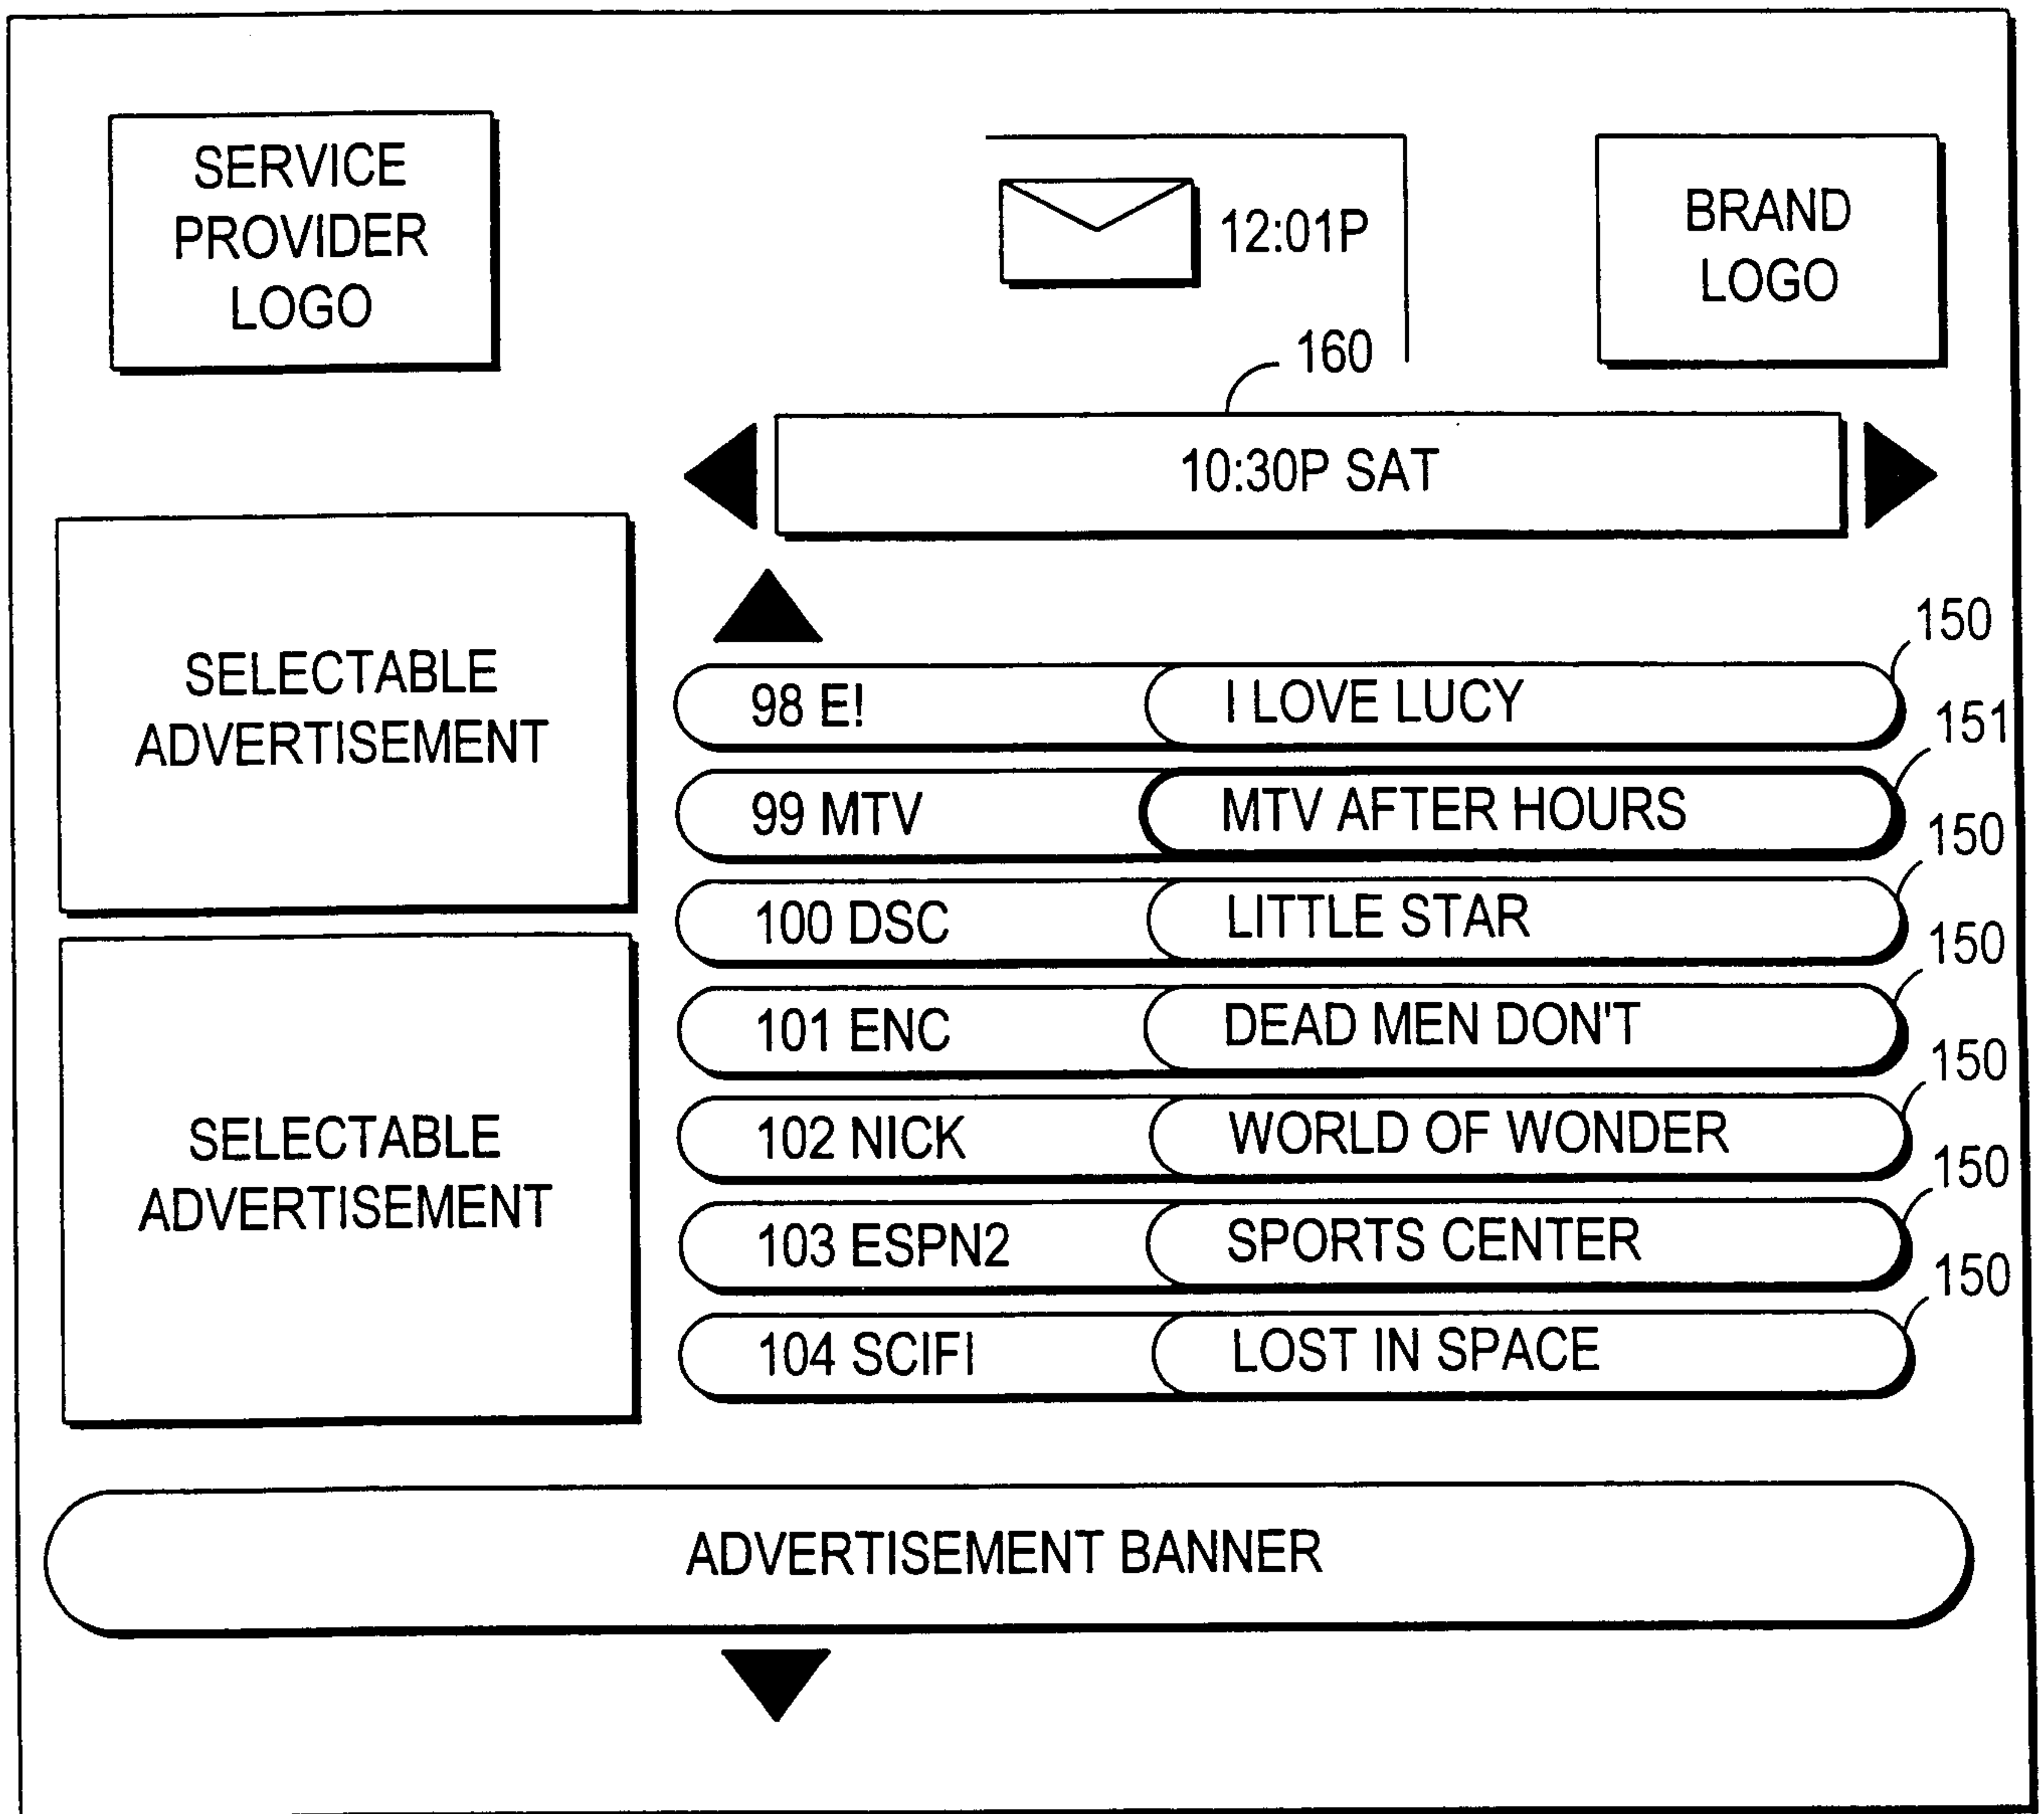 SERVICE
PROVIDER
LOGO
12:01P
BRAND
LOGO
160
10:30P SAT
SELECTABLE
ADVERTISEMENT
SELECTABLE
ADVERTISEMENT
150
98 E! I LOVE LUCY
151
99 MTV MTV AFTER HOURS
150
100 DSC LITTLE STAR
150
101 ENC DEAD MEN DON'T
150
102 NICK WORLD OF WONDER
150
103 ESPN2 SPORTS CENTER
150
104 SCIFI LOST IN SPACE
ADVERTISEMENT BANNER